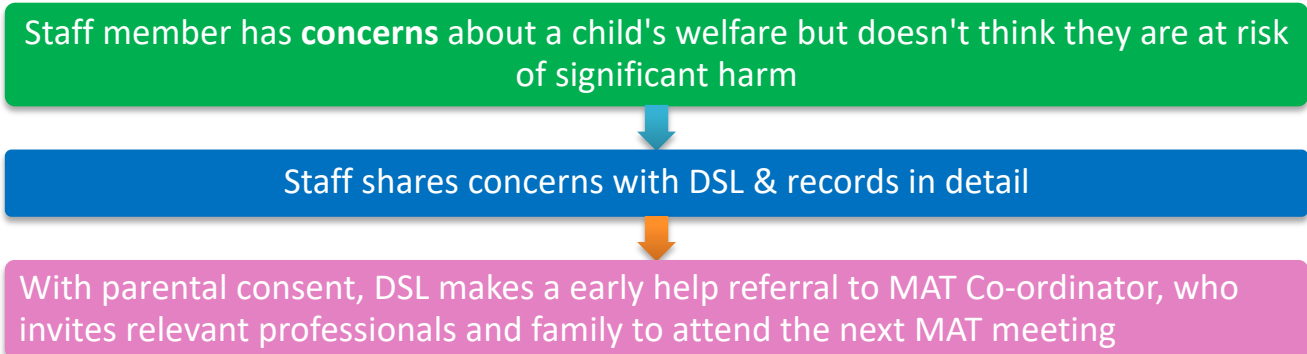 Staff member has concerns about a child's welfare but doesn't think they are at risk
of significant harm
Staff shares concerns with DSL & records in detail
With parental consent, DSL makes a early help referral to MAT Co-ordinator, who
invites relevant professionals and family to attend the next MAT meeting